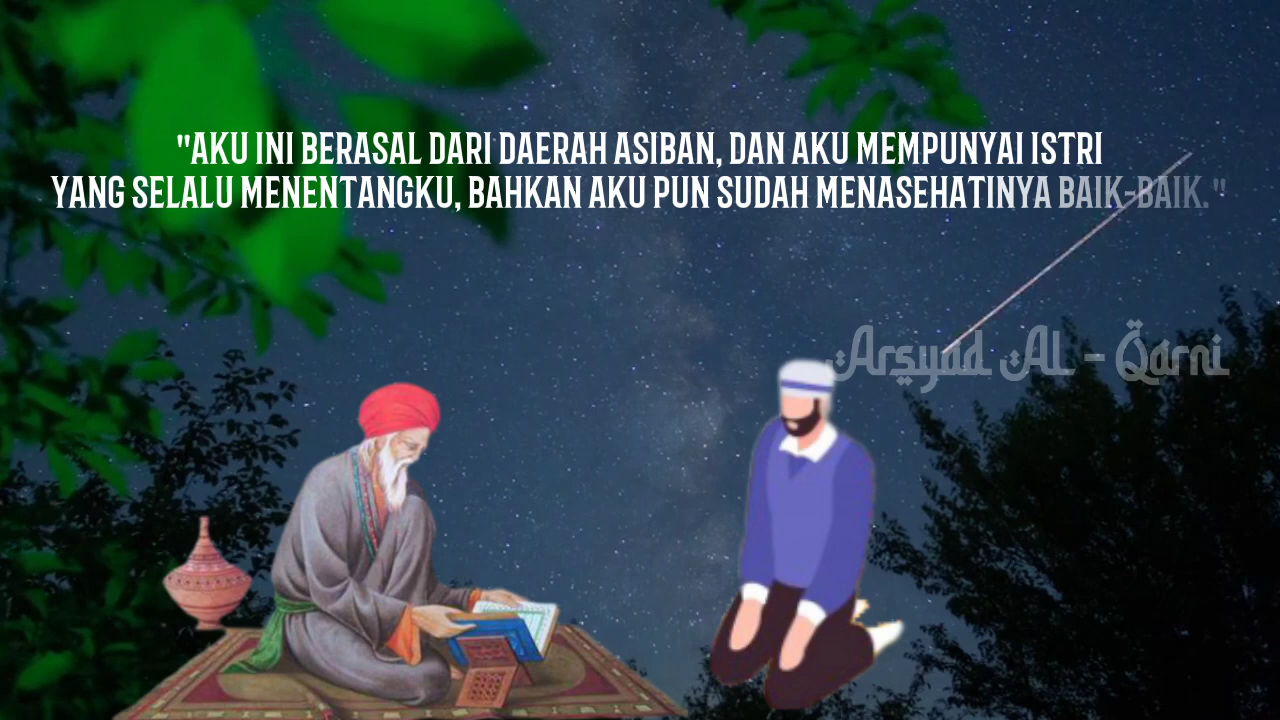 "AKU INI BERASAL DARI DAERAH ASIBAN, DAN AKU MEMPUNYAI ISTRI
YANG SELALU MENENTANGKU, BAHKAN AKU PUN SUDAH MENASEHATINYA BAIK-BAIK."
Arsyad Al - Qarni